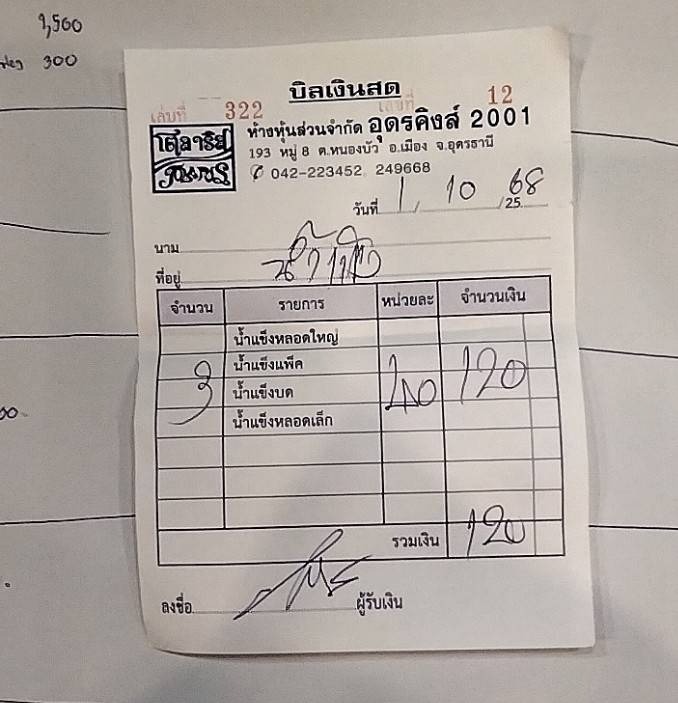 1,500
300
บิลเงินสด
เล่มที่ 322 เลขที่ 12
โพลาริส
ห้างหุ้นส่วนจำกัด อุดรคิงส์ 2001
193 หมู่ 8 ต.หนองบัว อ.เมือง จ.อุดรธานี
042-223452, 249668
วันที่ 1, 10 /25 68
นาม
ที่อยู่
จำนวน รายการ หน่วยละ จำนวนเงิน
น้ำแข็งหลอดใหญ่
น้ำแข็งแพ็ค
3 น้ำแข็งบด 40 120
น้ำแข็งหลอดเล็ก
รวมเงิน 120
ลงชื่อ ผู้รับเงิน